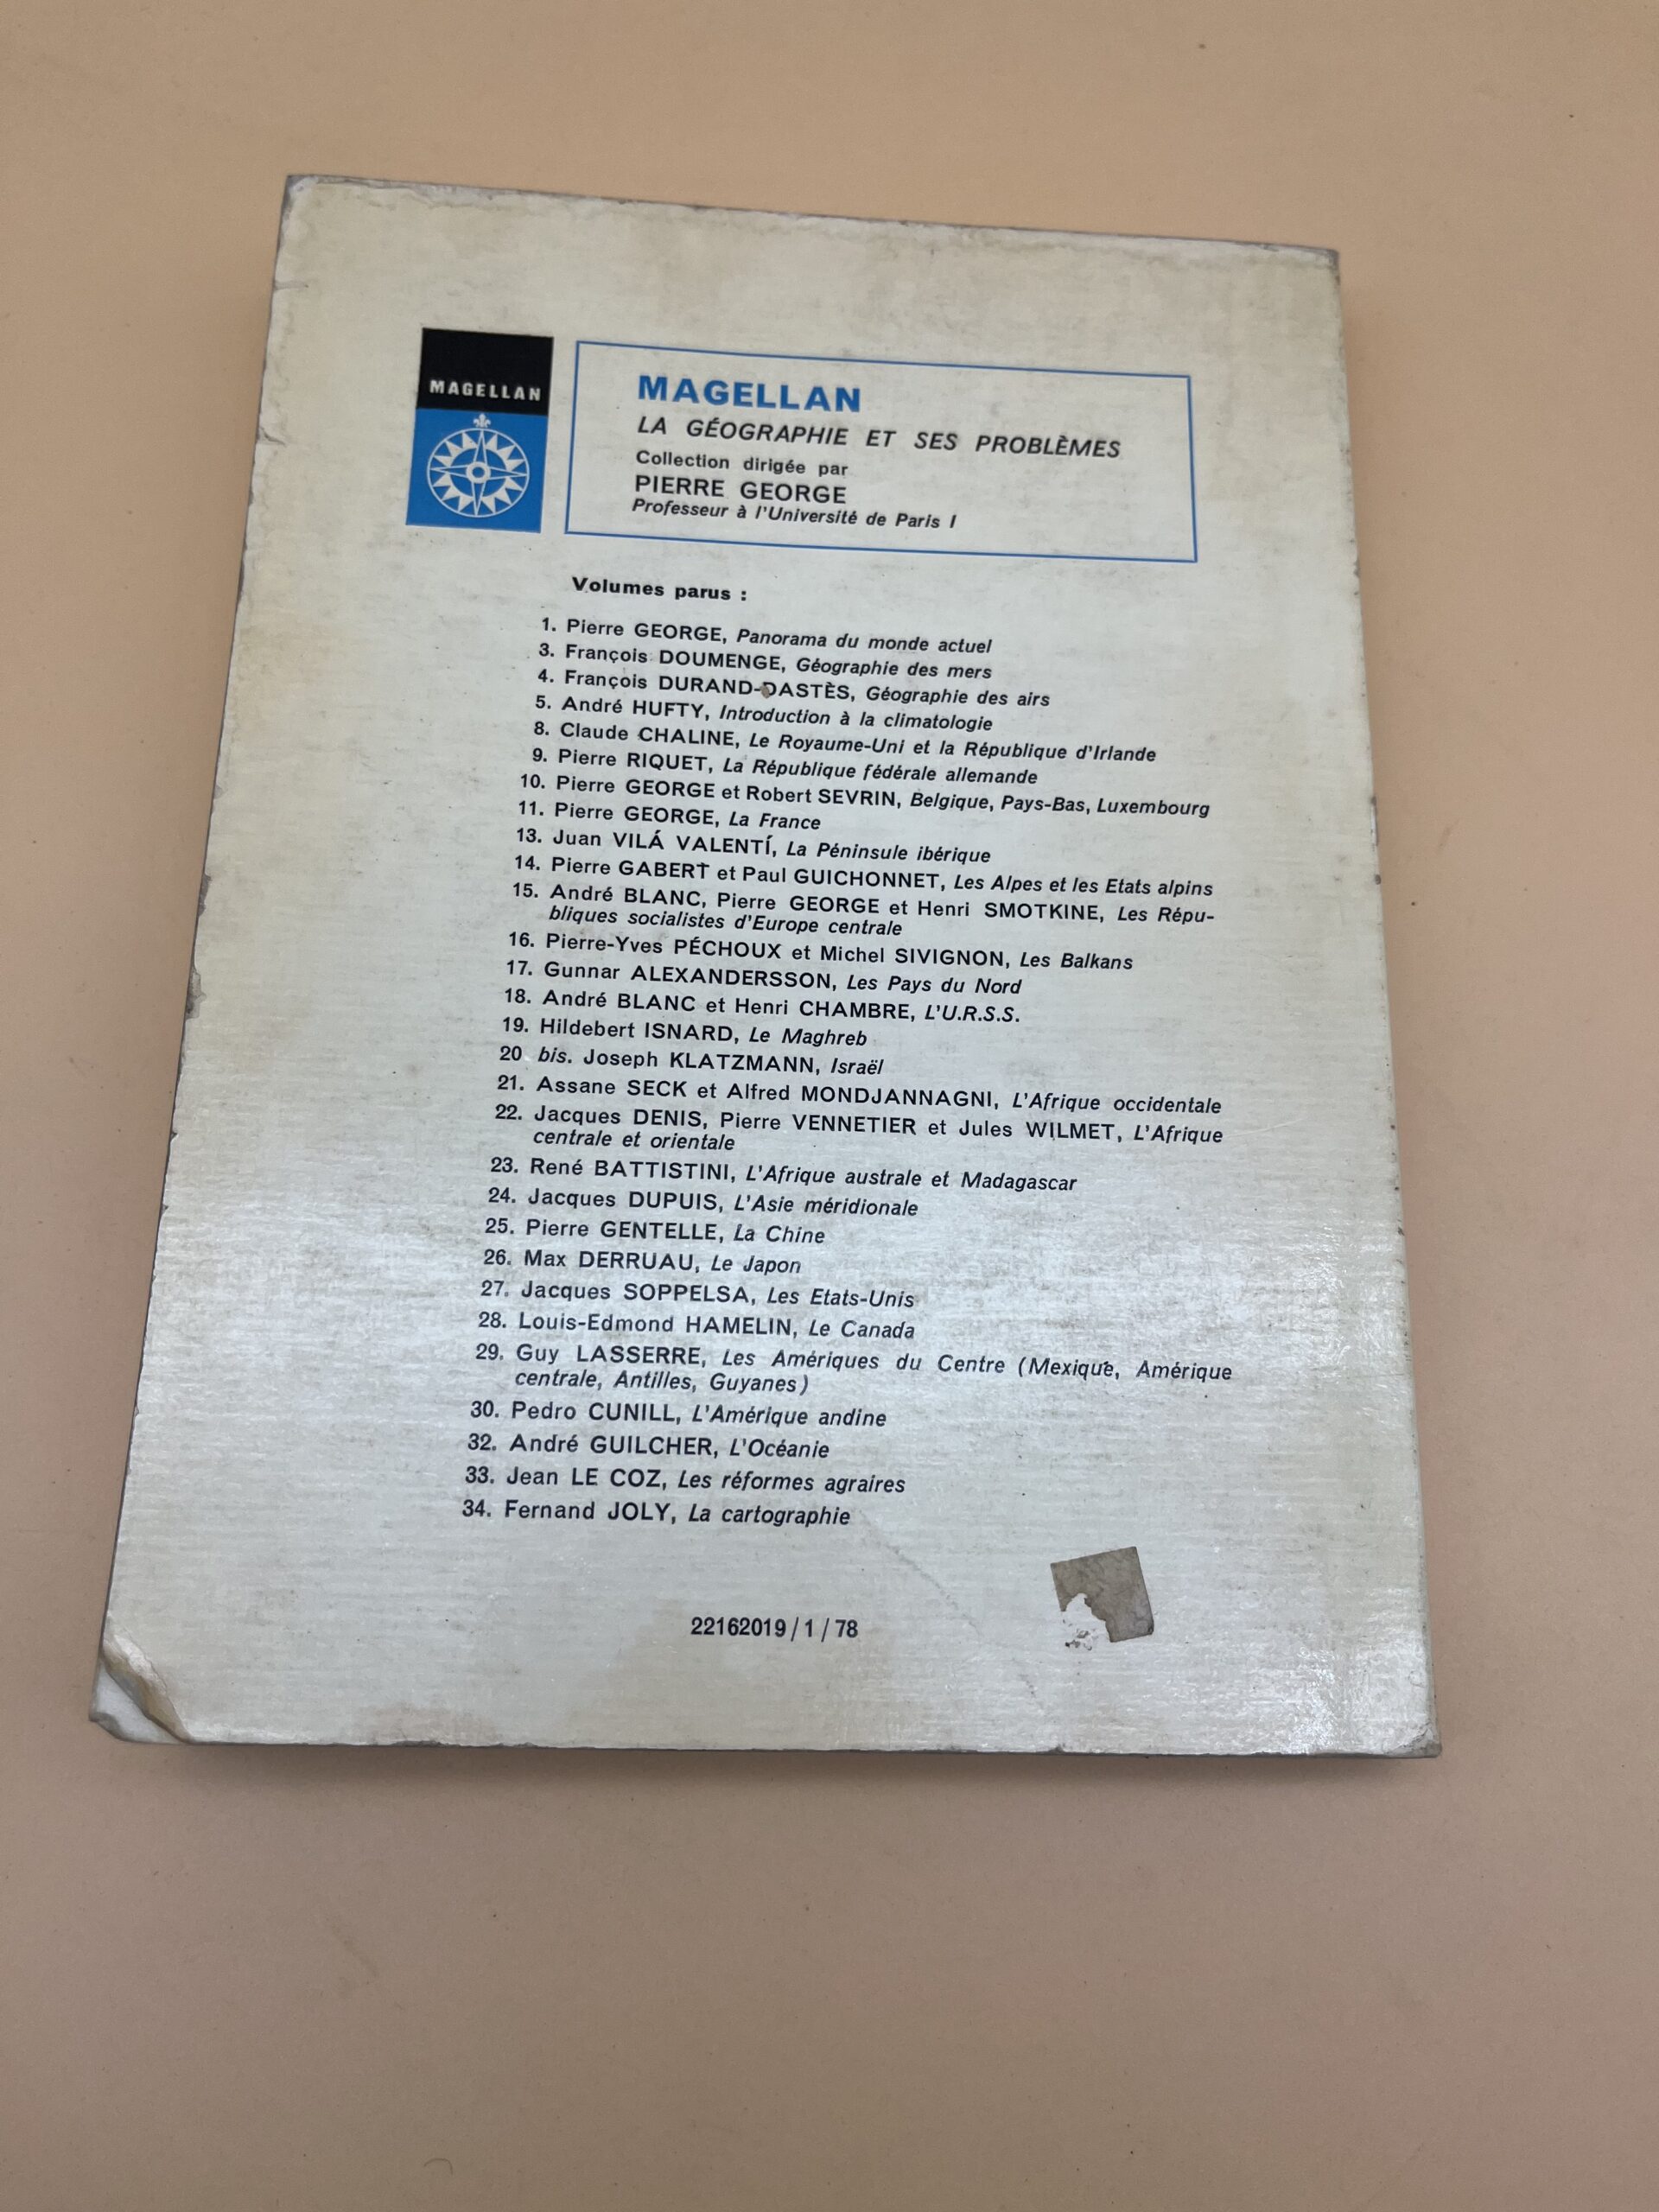 MAGELLAN
MAGELLAN
LA GÉOGRAPHIE ET SES PROBLÈMES
Collection dirigée par
PIERRE GEORGE
Professeur à l'Université de Paris I
Volumes parus :
1. Pierre GEORGE, Panorama du monde actuel
3. François DOUMENGE, Géographie des mers
4. François DURAND-DASTÈS, Géographie des airs
5. André HUFTY, Introduction à la climatologie
8. Claude CHALINE, Le Royaume-Uni et la République d'Irlande
9. Pierre RIQUET, La République fédérale allemande
10. Pierre GEORGE et Robert SEVRIN, Belgique, Pays-Bas, Luxembourg
11. Pierre GEORGE, La France
13. Juan VILÁ VALENTÍ, La Péninsule ibérique
14. Pierre GABERT et Paul GUICHONNET, Les Alpes et les Etats alpins
15. André BLANC, Pierre GEORGE et Henri SMOTKINE, Les Répu-
bliques socialistes d'Europe centrale
16. Pierre-Yves PÉCHOUX et Michel SIVIGNON, Les Balkans
17. Gunnar ALEXANDERSSON, Les Pays du Nord
18. André BLANC et Henri CHAMBRE, L'U.R.S.S.
19. Hildebert ISNARD, Le Maghreb
20 bis. Joseph KLATZMANN, Israël
21. Assane SECK et Alfred MONDJANNAGNI, L'Afrique occidentale
22. Jacques DENIS, Pierre VENNETIER et Jules WILMET, L'Afrique
centrale et orientale
23. René BATTISTINI, L'Afrique australe et Madagascar
24. Jacques DUPUIS, L'Asie méridionale
25. Pierre GENTELLE, La Chine
26. Max DERRUAU, Le Japon
27. Jacques SOPPELSA, Les Etats-Unis
28. Louis-Edmond HAMELIN, Le Canada
29. Guy LASSERRE, Les Amériques du Centre (Mexique, Amérique
centrale, Antilles, Guyanes)
30. Pedro CUNILL, L'Amérique andine
32. André GUILCHER, L'Océanie
33. Jean LE COZ, Les réformes agraires
34. Fernand JOLY, La cartographie
22162019/1/78